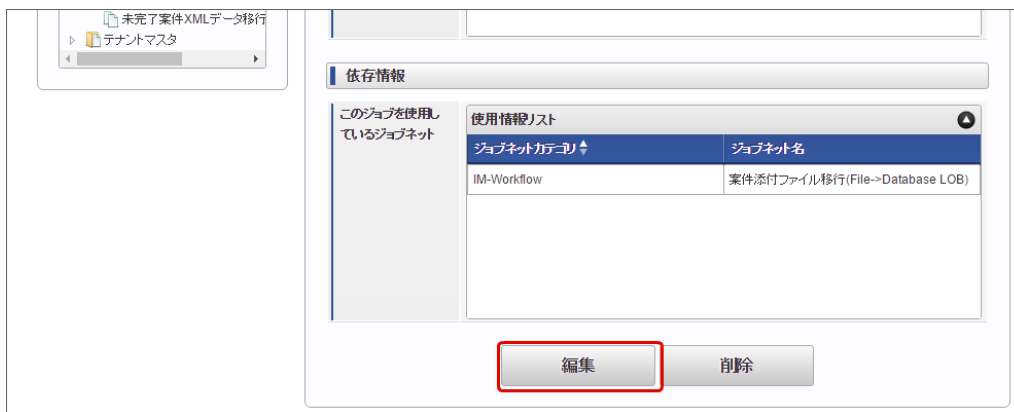 未完了案件XMLデータ移行
テナントマスタ
依存情報
このジョブを使用し
ているジョブネット
使用情報リスト
ジョブネットカテゴリ
ジョブネット名
IM-Workflow
案件添付ファイル移行(File->Database LOB)
編集
削除